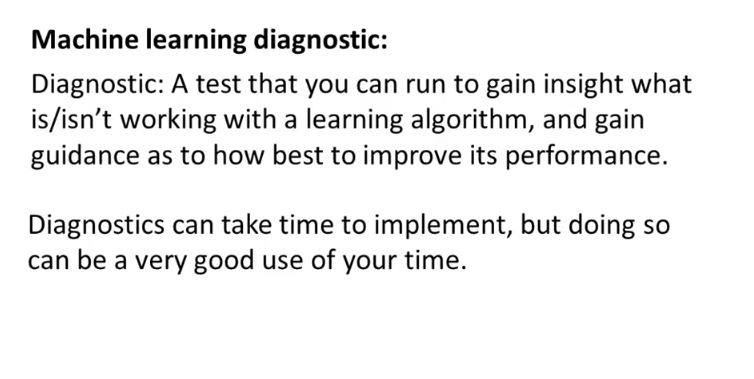 Machine learning diagnostic:
Diagnostic: A test that you can run to gain insight what
is/isn’t working with a learning algorithm, and gain
guidance as to how best to improve its performance.
Diagnostics can take time to implement, but doing so
can be a very good use of your time.